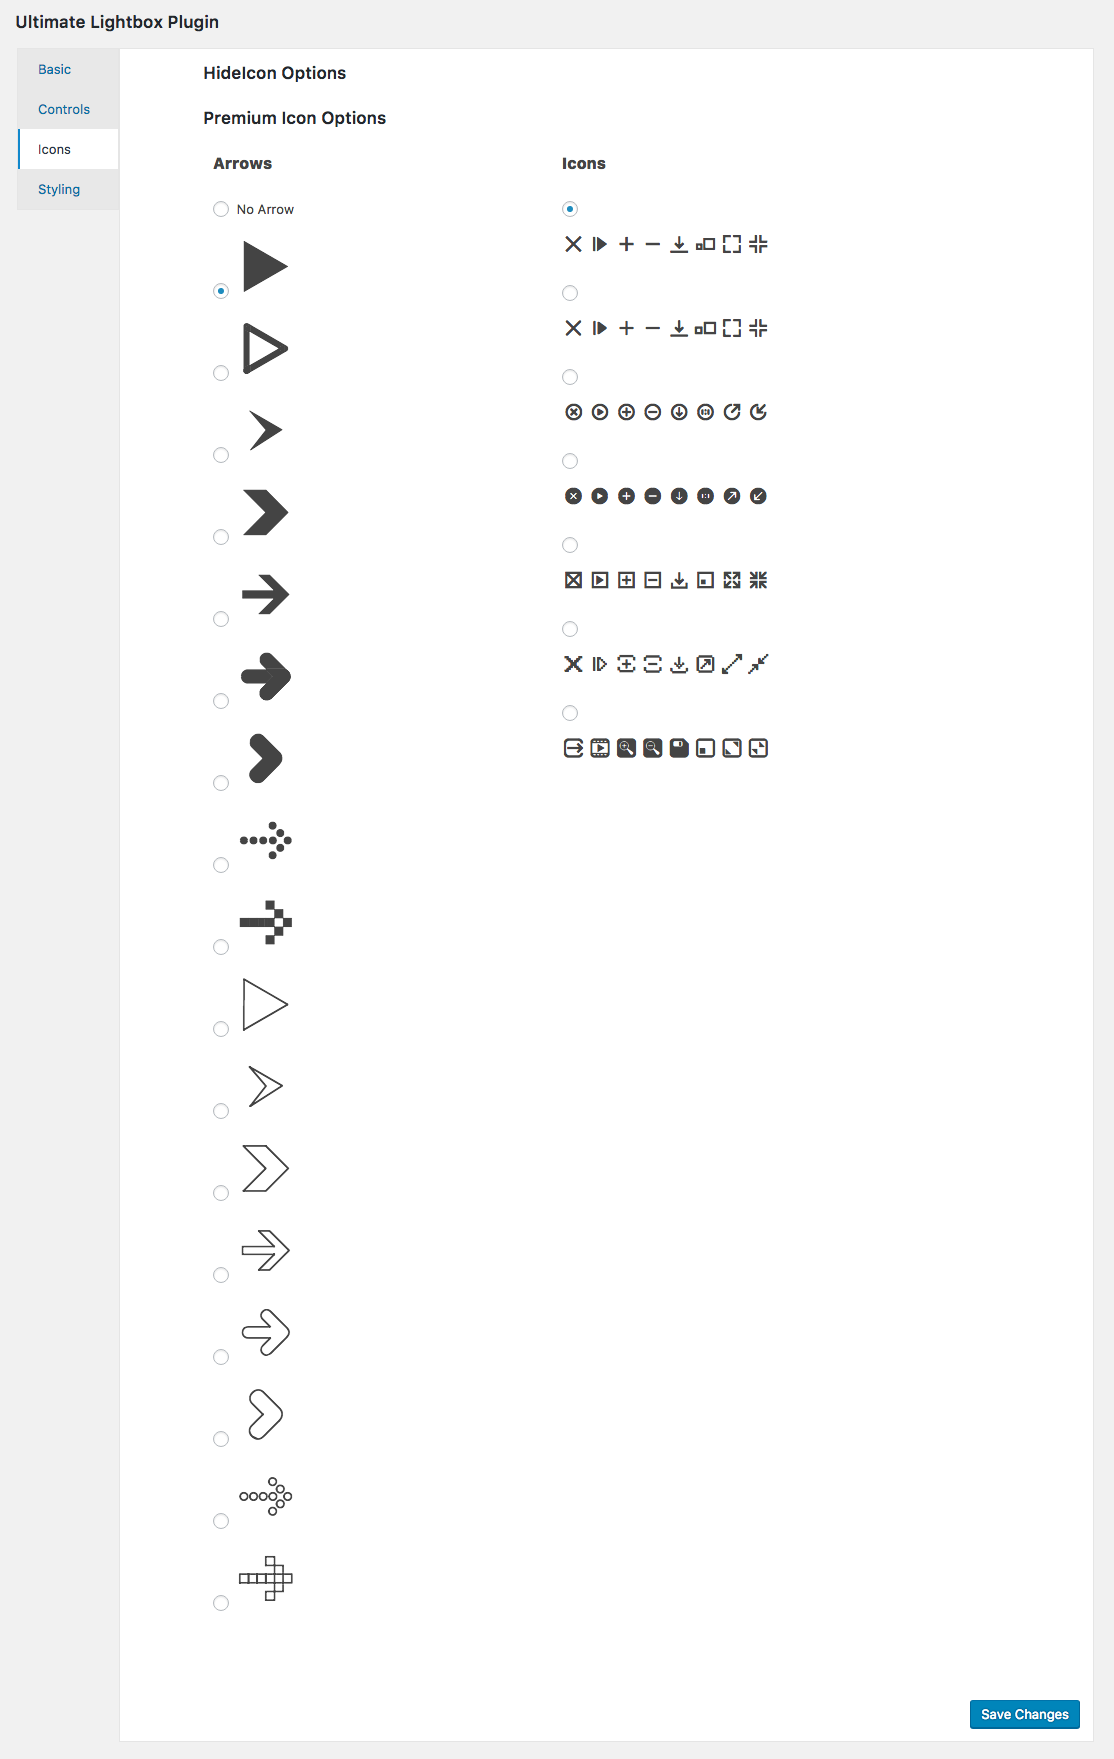 Ultimate Lightbox Plugin
Basic
Controls
Icons
Styling
HideIcon Options
Premium Icon Options
Arrows
Icons
No Arrow
Save Changes